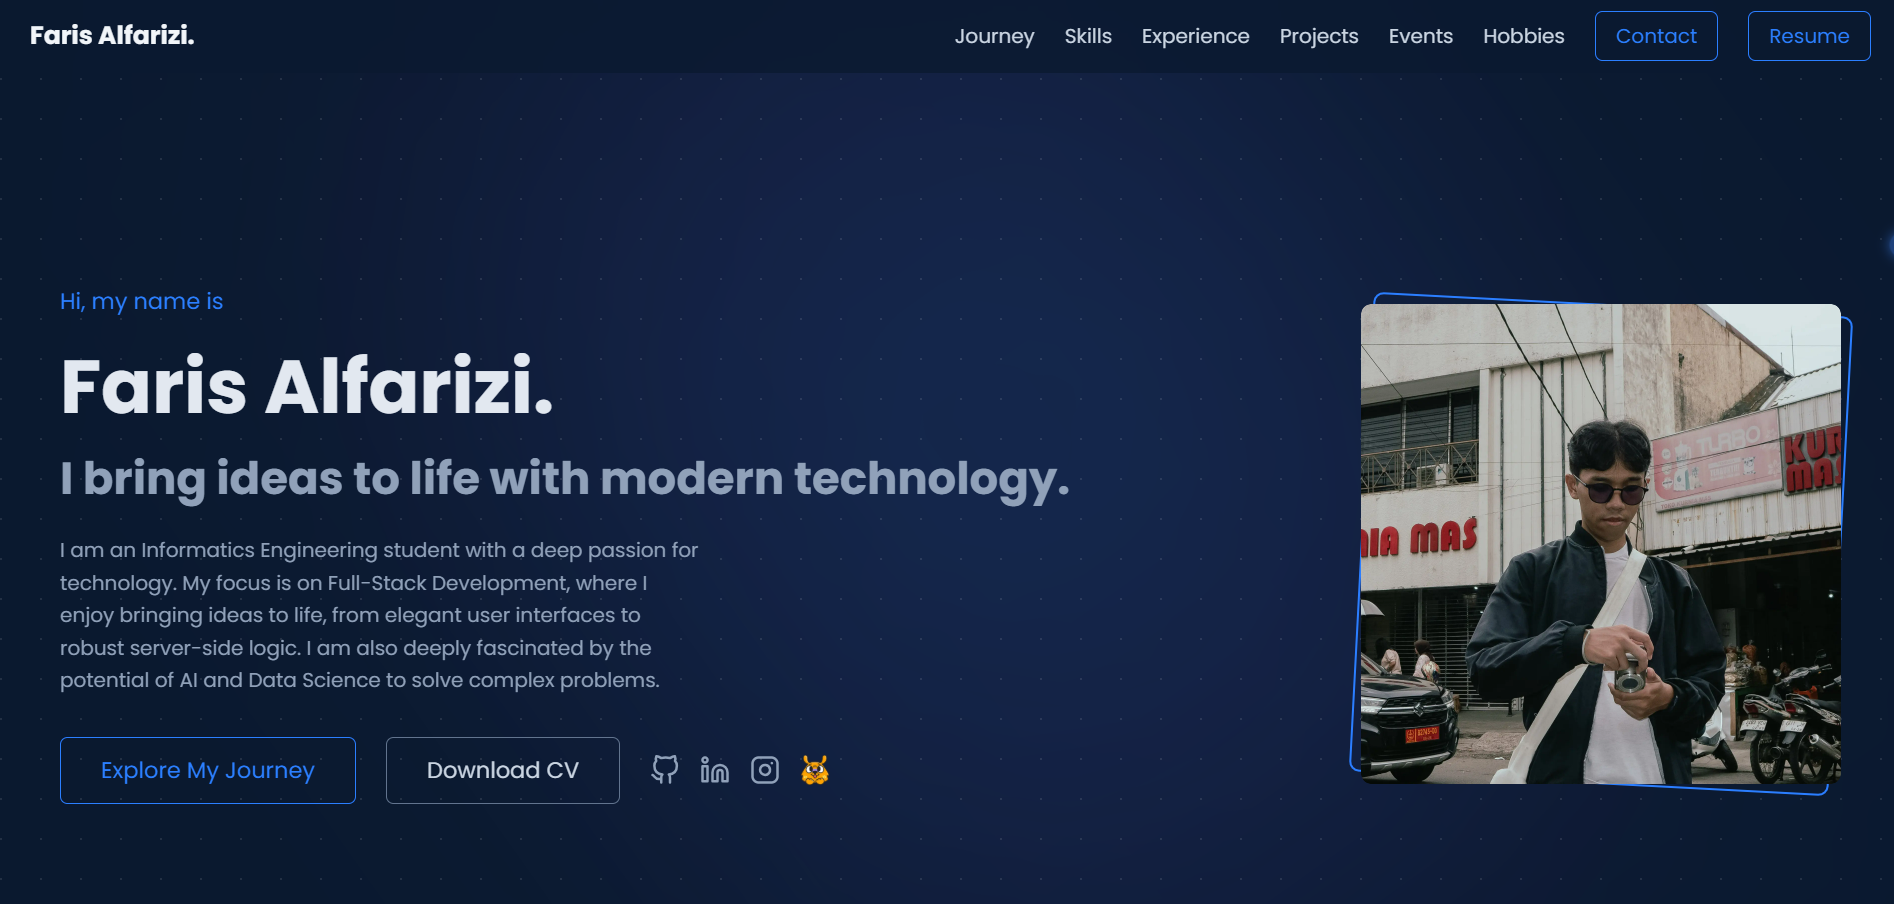 Faris Alfarizi.
Journey Skills Experience Projects Events Hobbies Contact Resume
Hi, my name is
Faris Alfarizi.
I bring ideas to life with modern technology.
I am an Informatics Engineering student with a deep passion for
technology. My focus is on Full-Stack Development, where I
enjoy bringing ideas to life, from elegant user interfaces to
robust server-side logic. I am also deeply fascinated by the
potential of AI and Data Science to solve complex problems.
Explore My Journey
Download CV
TURBO
MAS